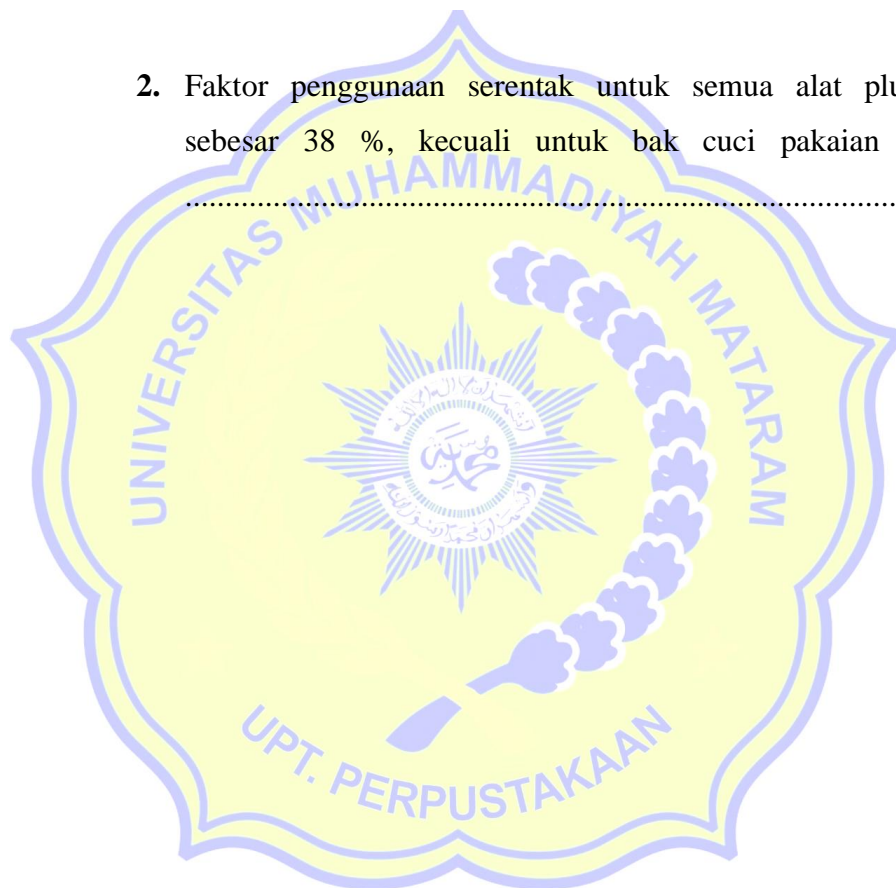 2. Faktor penggunaan serentak untuk semua alat plu
sebesar 38 %, kecuali untuk bak cuci pakaian
................................................................................
UNIVERSITAS MUHAMMADIYAH MATARAM
UPT. PERPUSTAKAAN